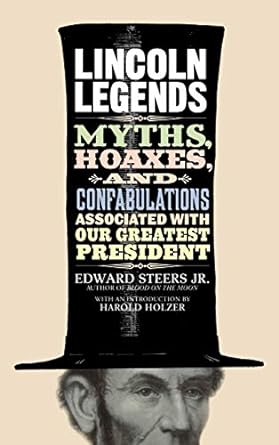 LINCOLN
LEGENDS
MYTHS,
HOAXES,
AND
CONFABULATIONS
ASSOCIATED WITH
OUR GREATEST
PRESIDENT
EDWARD STEERS JR.
AUTHOR OF BLOOD ON THE MOON
WITH AN INTRODUCTION BY
HAROLD HOLZER